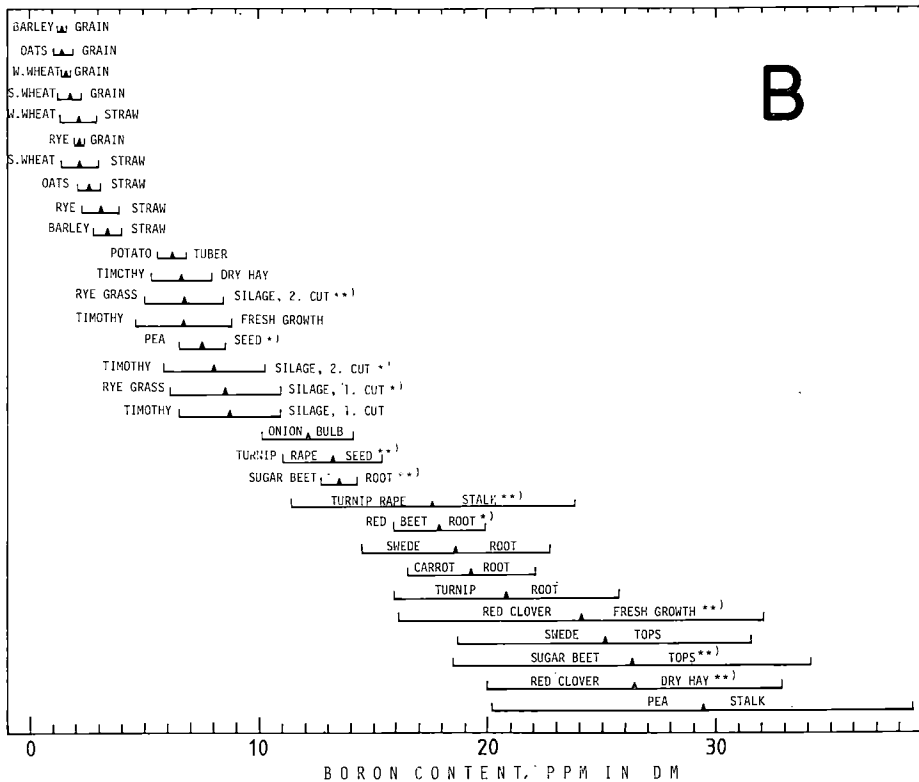 BARLEY GRAIN
OATS GRAIN
W.WHEAT GRAIN
S.WHEAT GRAIN
W.WHEAT STRAW
RYE GRAIN
S.WHEAT STRAW
OATS STRAW
RYE STRAW
BARLEY STRAW
POTATO TUBER
TIMOTHY DRY HAY
RYE GRASS SILAGE, 2. CUT **)
TIMOTHY FRESH GROWTH
PEA SEED *)
TIMOTHY SILAGE, 2. CUT *)
RYE GRASS SILAGE, 1. CUT *)
TIMOTHY SILAGE, 1. CUT
ONION BULB
TURNIP RAPE SEED **)
SUGAR BEET ROOT **)
TURNIP RAPE STALK **)
RED BEET ROOT *)
SWEDE ROOT
CARROT ROOT
TURNIP ROOT
RED CLOVER FRESH GROWTH **)
SWEDE TOPS
SUGAR BEET TOPS **)
RED CLOVER DRY HAY **)
PEA STALK
B
0 10 20 30
BORON CONTENT, PPM IN DM